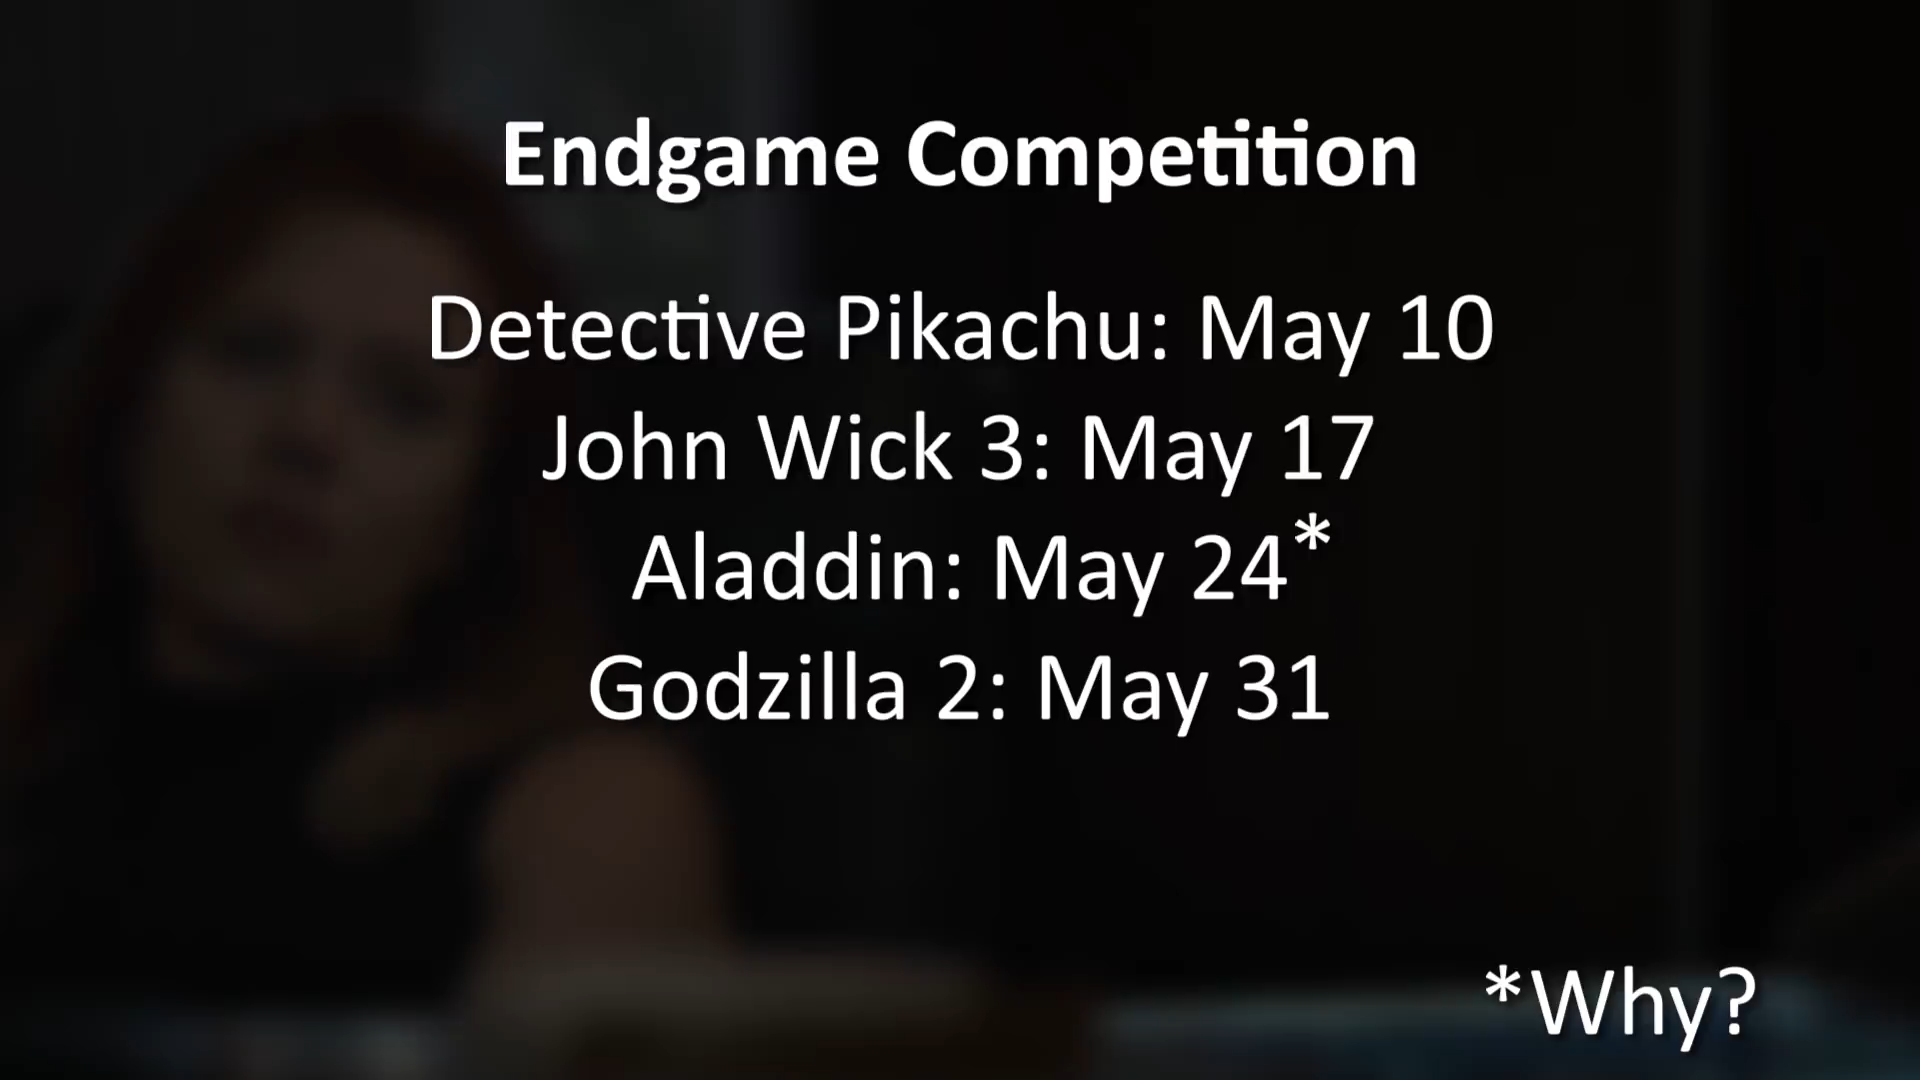 Endgame Competition
Detective Pikachu: May 10
John Wick 3: May 17
Aladdin: May 24*
Godzilla 2: May 31
*Why?